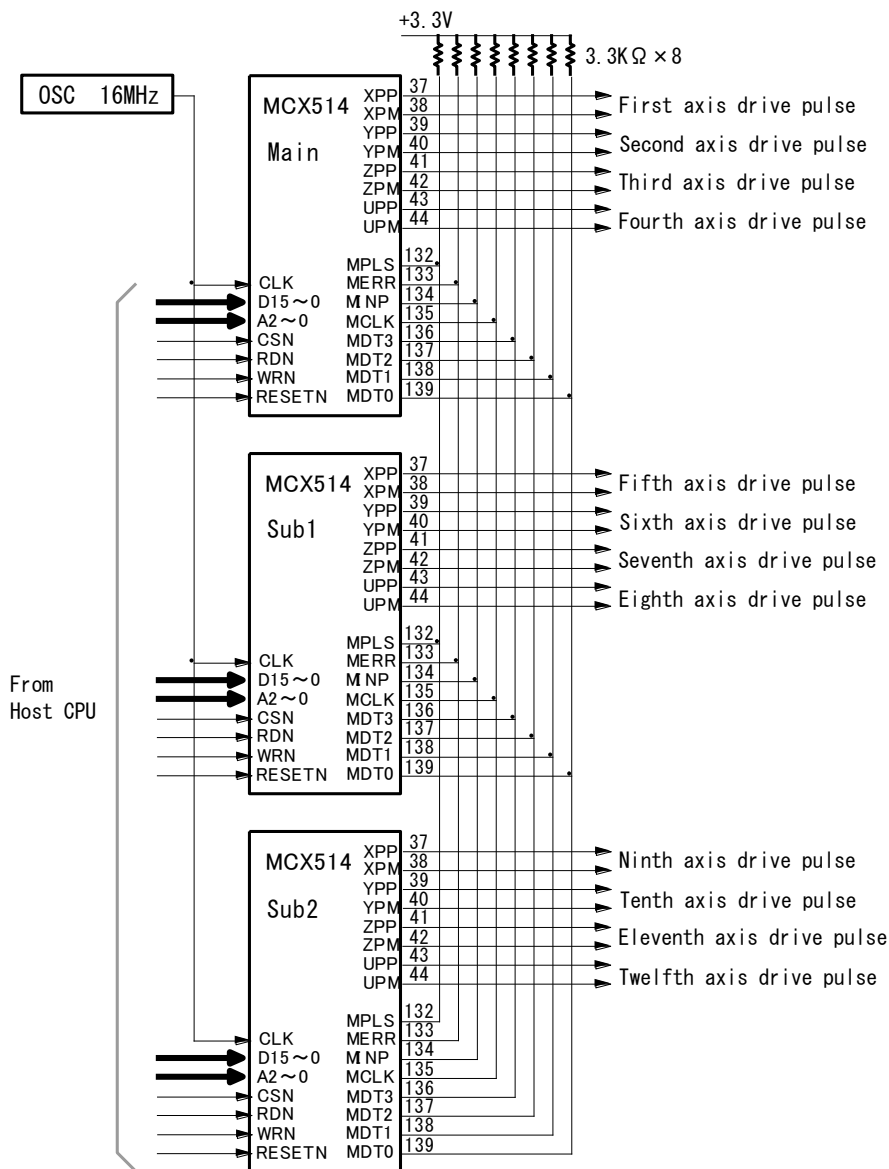 +3.3V
3.3KΩ×8
OSC 16MHz
MCX514
Main
XPP 37
XPM 38
YPP 39
YPM 40
ZPP 41
ZPM 42
UPP 43
UPM 44
First axis drive pulse
Second axis drive pulse
Third axis drive pulse
Fourth axis drive pulse
MPLS 132
CLK MERR 133
D15~0 MINP 134
A2~0 MCLK 135
CSN MDT3 136
RDN MDT2 137
WRN MDT1 138
RESETN MDT0 139
MCX514
Sub1
XPP 37
XPM 38
YPP 39
YPM 40
ZPP 41
ZPM 42
UPP 43
UPM 44
Fifth axis drive pulse
Sixth axis drive pulse
Seventh axis drive pulse
Eighth axis drive pulse
MPLS 132
CLK MERR 133
D15~0 MINP 134
A2~0 MCLK 135
CSN MDT3 136
RDN MDT2 137
WRN MDT1 138
RESETN MDT0 139
From
Host CPU
MCX514
Sub2
XPP 37
XPM 38
YPP 39
YPM 40
ZPP 41
ZPM 42
UPP 43
UPM 44
Ninth axis drive pulse
Tenth axis drive pulse
Eleventh axis drive pulse
Twelfth axis drive pulse
MPLS 132
CLK MERR 133
D15~0 MINP 134
A2~0 MCLK 135
CSN MDT3 136
RDN MDT2 137
WRN MDT1 138
RESETN MDT0 139